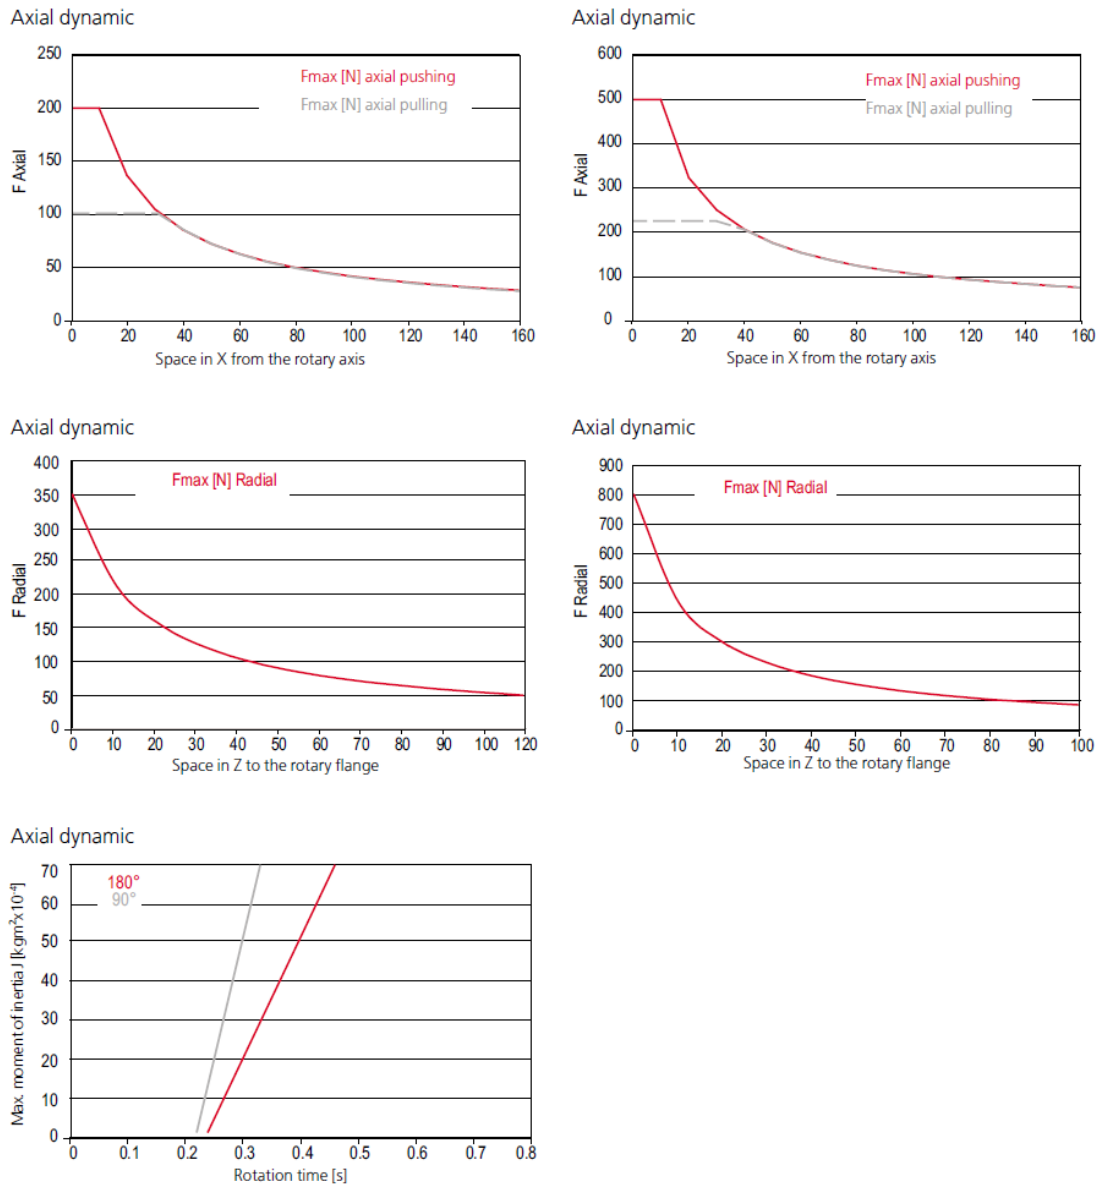 Axial dynamic
250
200
150
100
50
0
F Axial
Fmax [N] axial pushing
Fmax [N] axial pulling
0 20 40 60 80 100 120 140 160
Space in X from the rotary axis
Axial dynamic
600
500
400
300
200
100
0
F Axial
Fmax [N] axial pushing
Fmax [N] axial pulling
0 20 40 60 80 100 120 140 160
Space in X from the rotary axis
Axial dynamic
400
350
300
250
200
150
100
50
0
F Radial
Fmax [N] Radial
0 10 20 30 40 50 60 70 80 90 100 120
Space in Z to the rotary flange
Axial dynamic
900
800
700
600
500
400
300
200
100
0
F Radial
Fmax [N] Radial
0 10 20 30 40 50 60 70 80 90 100
Space in Z to the rotary flange
Axial dynamic
70
60
50
40
30
20
10
0
Max. moment of inertia J [kgm²x10⁻⁴]
180°
90°
0 0.1 0.2 0.3 0.4 0.5 0.6 0.7 0.8
Rotation time [s]